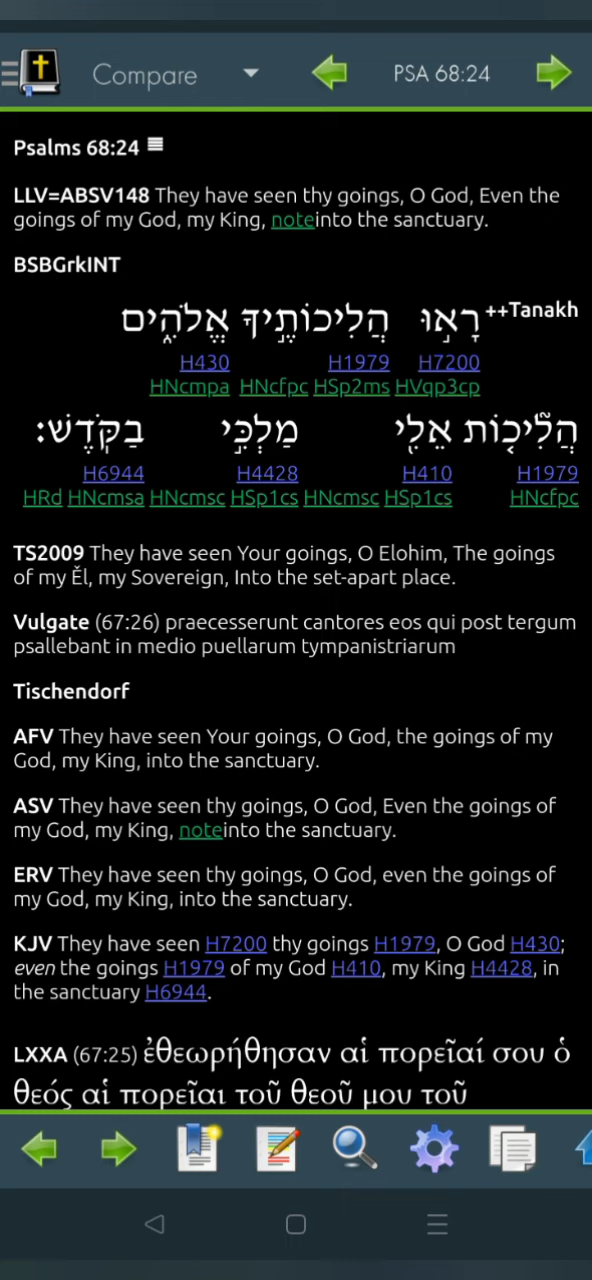 Compare
PSA 68:24
Psalms 68:24
LLV=ABSV148 They have seen thy goings, O God, Even the
goings of my God, my King, noteinto the sanctuary.
BSBGrkINT
++Tanakh רָא֣וּ הֲלִיכוֹתֶ֣יךָ אֱלֹהִ֑ים
H430 H1979 H7200
HNcmpa HNcfpc HSp2ms HVqp3cp
הֲלִ֘יכ֤וֹת אֵלִ֖י מַלְכִּ֣י בַקֹּֽדֶשׁ׃
H6944 H4428 H410 H1979
HRd HNcmsa HNcmsc HSp1cs HNcmsc HSp1cs HNcfpc
TS2009 They have seen Your goings, O Elohim, The goings
of my Ěl, my Sovereign, Into the set-apart place.
Vulgate (67:26) praecesserunt cantores eos qui post tergum
psallebant in medio puellarum tympanistriarum
Tischendorf
AFV They have seen Your goings, O God, the goings of my
God, my King, into the sanctuary.
ASV They have seen thy goings, O God, Even the goings of
my God, my King, noteinto the sanctuary.
ERV They have seen thy goings, O God, even the goings of
my God, my King, into the sanctuary.
KJV They have seen H7200 thy goings H1979, O God H430;
even the goings H1979 of my God H410, my King H4428, in
the sanctuary H6944.
LXXA (67:25) ἐθεωρήθησαν αἱ πορεῖαί σου ὁ
θεός αἱ πορεῖαι τοῦ θεοῦ μου τοῦ